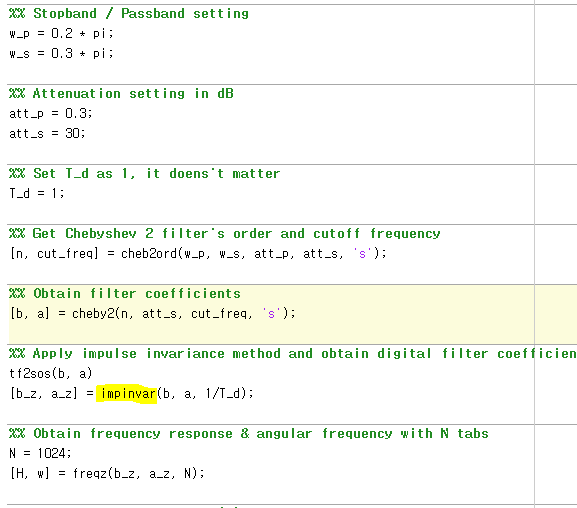 %% Stopband / Passband setting
w_p = 0.2 * pi;
w_s = 0.3 * pi;
%% Attenuation setting in dB
att_p = 0.3;
att_s = 30;
%% Set T_d as 1, it doens't matter
T_d = 1;
%% Get Chebyshev 2 filter's order and cutoff frequency
[n, cut_freq] = cheb2ord(w_p, w_s, att_p, att_s, 's');
%% Obtain filter coefficients
[b, a] = cheby2(n, att_s, cut_freq, 's');
%% Apply impulse invariance method and obtain digital filter coefficien
tf2sos(b, a)
[b_z, a_z] = impinvar(b, a, 1/T_d);
%% Obtain frequency response & angular frequency with N tabs
N = 1024;
[H, w] = freqz(b_z, a_z, N);